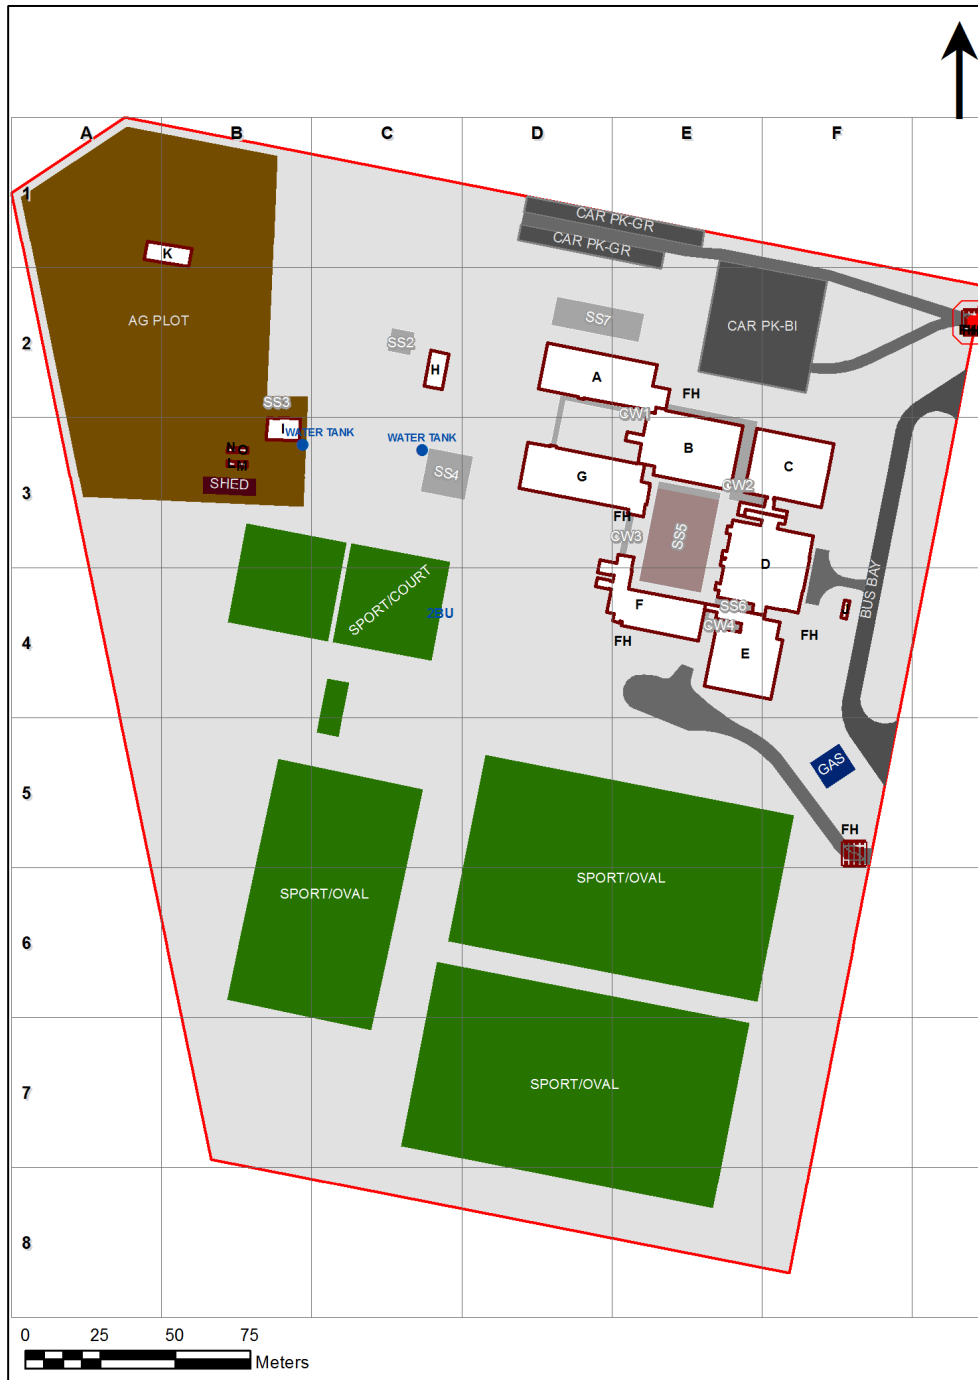 A B C D E F
1
CAR PK-GR
CAR PK-GR
K
AG PLOT
SS7
CAR PK-BI
2
SS2
H
A
FH
SS3
CW1
I
WATER TANK
WATER TANK
B
C
N O
L M
SHED
SS4
G
CW2
3
FH
CW3
SS5
D
SPORT/COURT
BUS BAY
2BU
F
SS6
J
CW4
FH
FH
4
E
GAS
5
FH
SPORT/OVAL
SPORT/OVAL
6
SPORT/OVAL
7
8
0 25 50 75
Meters